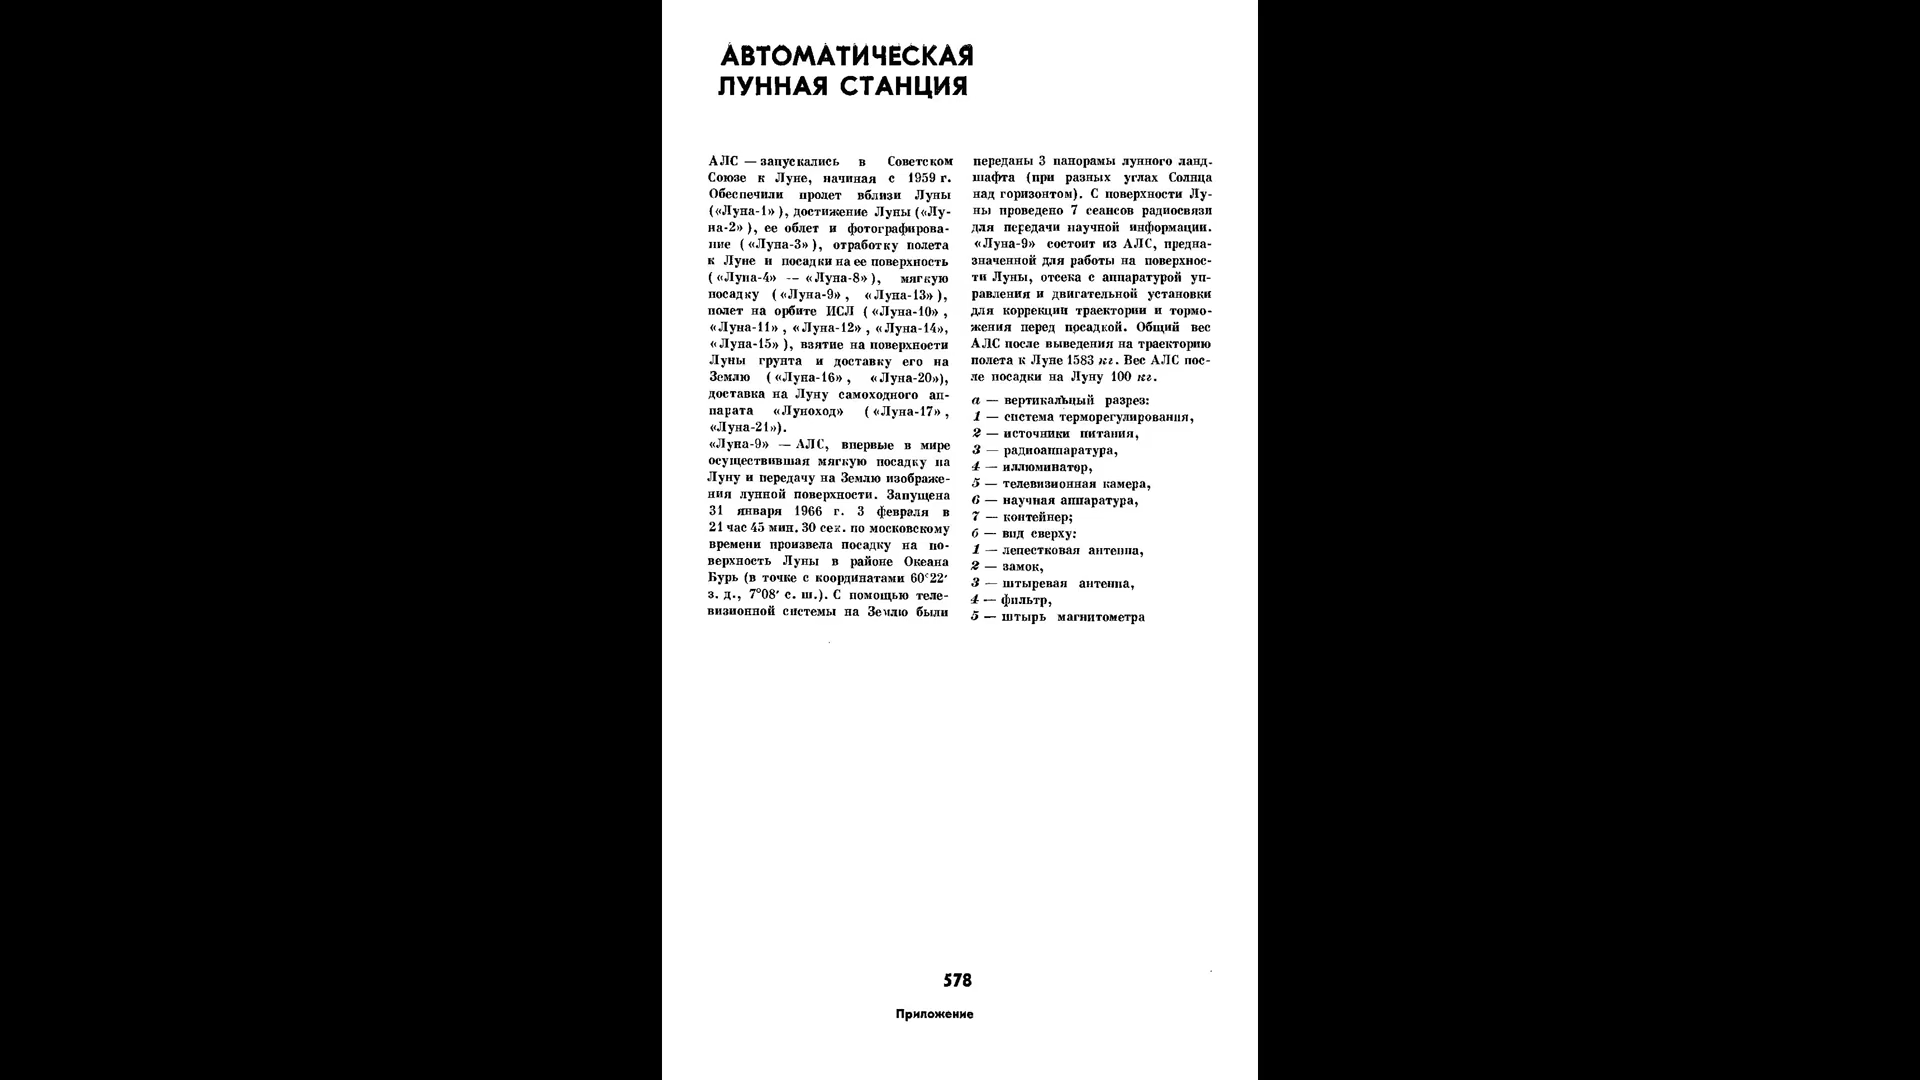 АВТОМАТИЧЕСКАЯ
ЛУННАЯ СТАНЦИЯ
АЛС — запускались в Советском
Союзе к Луне, начиная с 1959 г.
Обеспечили пролет вблизи Луны
(«Луна-1»), достижение Луны («Лу-
на-2»), ее облет и фотографирова-
ние («Луна-3»), отработку полета
к Луне и посадки на ее поверхность
(«Луна-4» — «Луна-8»), мягкую
посадку («Луна-9», «Луна-13»),
полет на орбите ИСЛ («Луна-10»,
«Луна-11», «Луна-12», «Луна-14»,
«Луна-15»), взятие на поверхности
Луны грунта и доставку его на
Землю («Луна-16», «Луна-20»),
доставка на Луну самоходного ап-
парата «Луноход» («Луна-17»,
«Луна-21»).
«Луна-9» — АЛС, впервые в мире
осуществившая мягкую посадку на
Луну и передачу на Землю изображе-
ния лунной поверхности. Запущена
31 января 1966 г. 3 февраля в
21 час 45 мин. 30 сек. по московскому
времени произвела посадку на по-
верхность Луны в районе Океана
Бурь (в точке с координатами 60°22′
з. д., 7°08′ с. ш.). С помощью теле-
визионной системы на Землю были
переданы 3 панорамы лунного ланд-
шафта (при разных углах Солнца
над горизонтом). С поверхности Лу-
ны проведено 7 сеансов радиосвязи
для передачи научной информации.
«Луна-9» состоит из АЛС, предна-
значенной для работы на поверхнос-
ти Луны, отсека с аппаратурой уп-
равления и двигательной установки
для коррекции траектории и тормо-
жения перед посадкой. Общий вес
АЛС после выведения на траекторию
полета к Луне 1583 кг. Вес АЛС пос-
ле посадки на Луну 100 кг.
а — вертикальный разрез:
1 — система терморегулирования,
2 — источники питания,
3 — радиоаппаратура,
4 — иллюминатор,
5 — телевизионная камера,
6 — научная аппаратура,
7 — контейнер;
б — вид сверху:
1 — лепестковая антенна,
2 — замок,
3 — штыревая антенна,
4 — фильтр,
5 — штырь магнитометра
578
Приложение